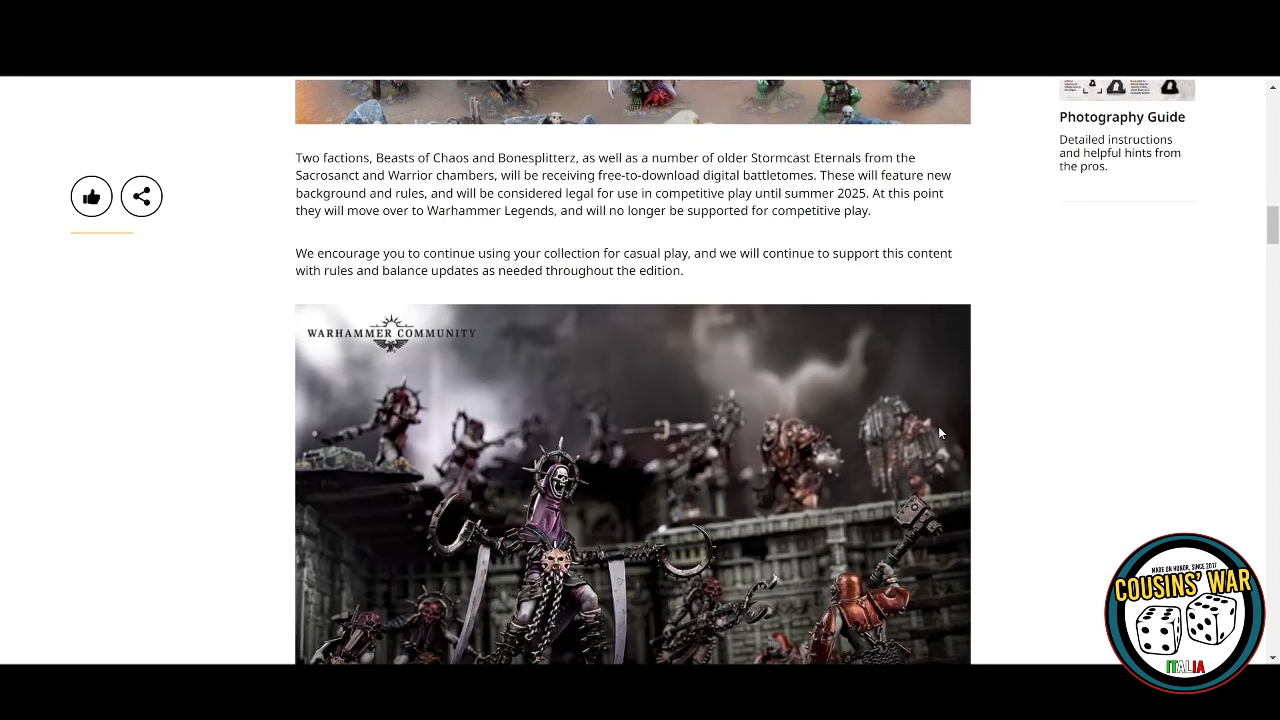 Photography Guide
Detailed instructions
and helpful hints from
the pros.
Two factions, Beasts of Chaos and Bonesplitterz, as well as a number of older Stormcast Eternals from the
Sacrosanct and Warrior chambers, will be receiving free-to-download digital battletomes. These will feature new
background and rules, and will be considered legal for use in competitive play until summer 2025. At this point
they will move over to Warhammer Legends, and will no longer be supported for competitive play.
We encourage you to continue using your collection for casual play, and we will continue to support this content
with rules and balance updates as needed throughout the edition.
WARHAMMER COMMUNITY
MADE ON HONOR, SINCE 2017
COUSINS' WAR
ITALIA